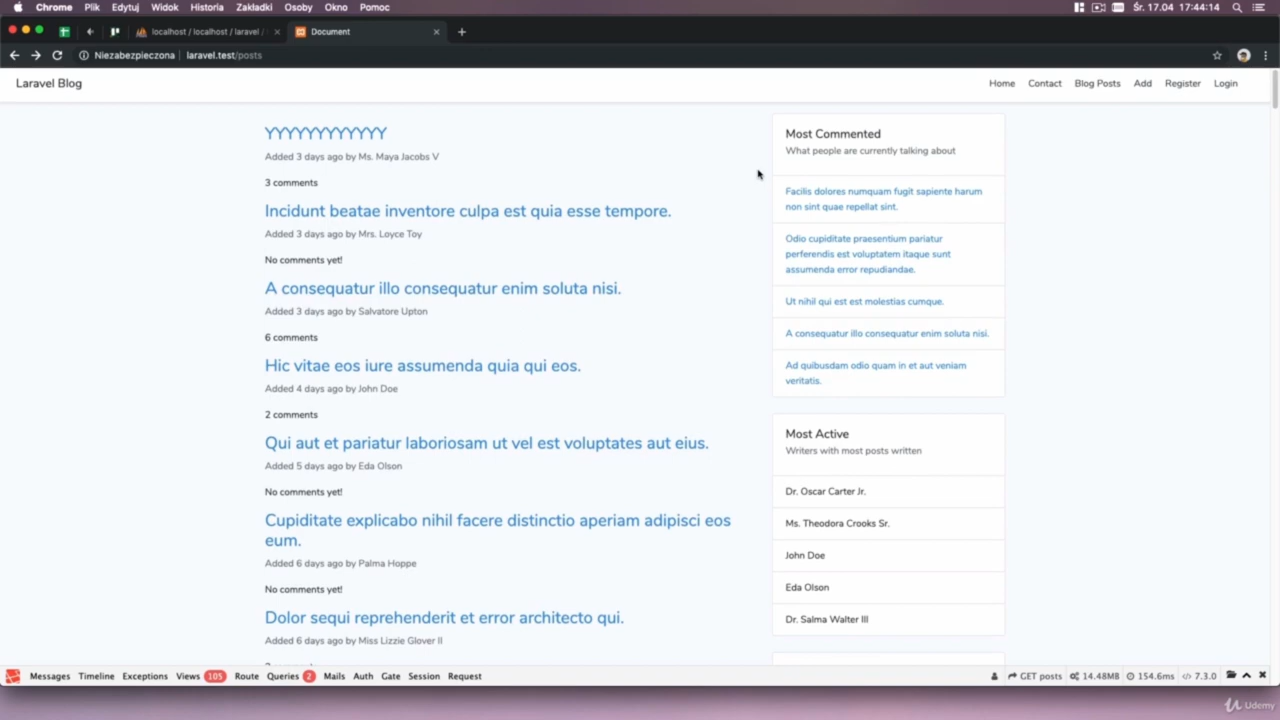 Chrome Plik Edytuj Widok Historia Zakładki Osoby Okno Pomoc Śr. 17.04 17:44:14
localhost / localhost / laravel / Document
Niezabezpieczona laravel.test/posts
Laravel Blog Home Contact Blog Posts Add Register Login
YYYYYYYYYYYY
Added 3 days ago by Ms. Maya Jacobs V
3 comments
Incidunt beatae inventore culpa est quia esse tempore.
Added 3 days ago by Mrs. Loyce Toy
No comments yet!
A consequatur illo consequatur enim soluta nisi.
Added 3 days ago by Salvatore Upton
6 comments
Hic vitae eos iure assumenda quia qui eos.
Added 4 days ago by John Doe
2 comments
Qui aut et pariatur laboriosam ut vel est voluptates aut eius.
Added 5 days ago by Eda Olson
No comments yet!
Cupiditate explicabo nihil facere distinctio aperiam adipisci eos
eum.
Added 6 days ago by Palma Hoppe
No comments yet!
Dolor sequi reprehenderit et error architecto qui.
Added 6 days ago by Miss Lizzie Glover II
Most Commented
What people are currently talking about
Facilis dolores numquam fugit sapiente harum
non sint quae repellat sint.
Odio cupiditate praesentium pariatur
perferendis est voluptatem itaque sunt
assumenda error repudiandae.
Ut nihil qui est est molestias cumque.
A consequatur illo consequatur enim soluta nisi.
Ad quibusdam odio quam in et aut veniam
veritatis.
Most Active
Writers with most posts written
Dr. Oscar Carter Jr.
Ms. Theodora Crooks Sr.
John Doe
Eda Olson
Dr. Salma Walter III
Messages Timeline Exceptions Views 105 Route Queries 2 Mails Auth Gate Session Request GET posts 14.48MB 154.6ms 7.3.0
Udemy